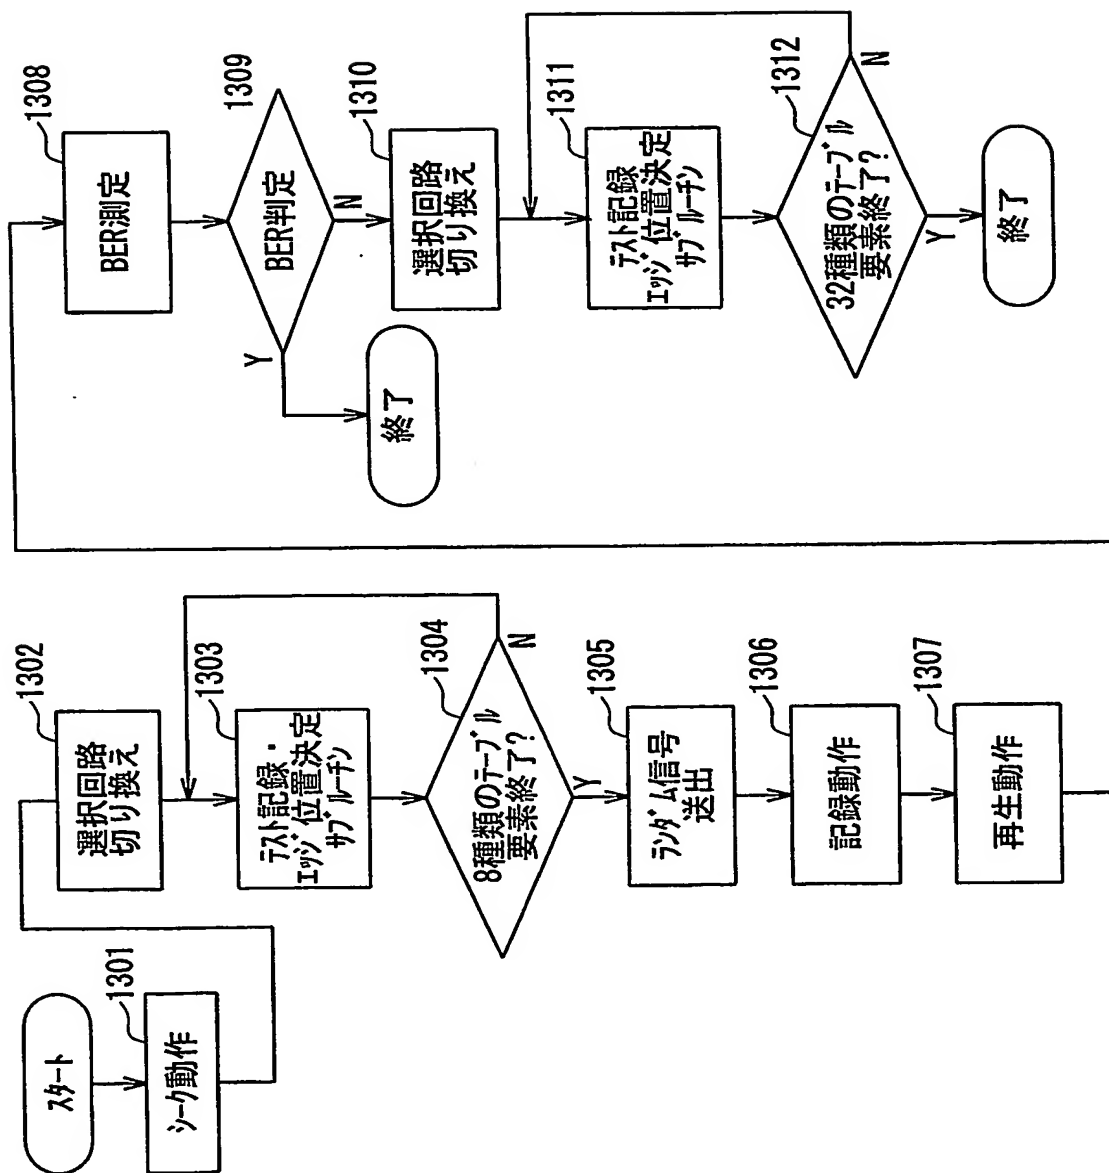 スタート
1301
シーク動作
1302
選択回路
切り換え
1303
テスト記録・
エッジ位置決定
サブルーチン
1304
8種類のテーブル
要素終了?
N
Y
1305
ランダム信号
送出
1306
記録動作
1307
再生動作
1308
BER測定
1309
BER判定
Y
N
終了
1310
選択回路
切り換え
1311
テスト記録・
エッジ位置決定
サブルーチン
1312
32種類のテーブル
要素終了?
N
Y
終了